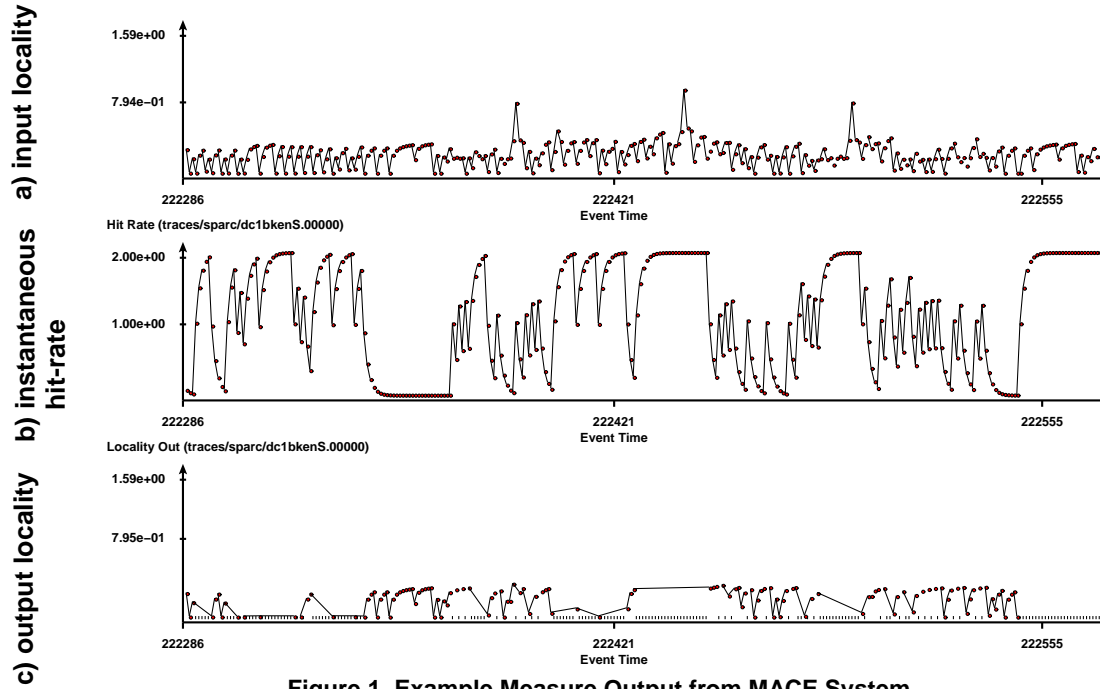 a) input locality
1.59e+00
7.94e−01
222286
222421
222555
Event Time
Hit Rate (traces/sparc/dc1bkenS.00000)
b) instantaneous
hit-rate
2.00e+00
1.00e+00
222286
222421
222555
Event Time
Locality Out (traces/sparc/dc1bkenS.00000)
c) output locality
1.59e+00
7.95e−01
222286
222421
222555
Event Time
Figure 1. Example Measure Output from MACE System